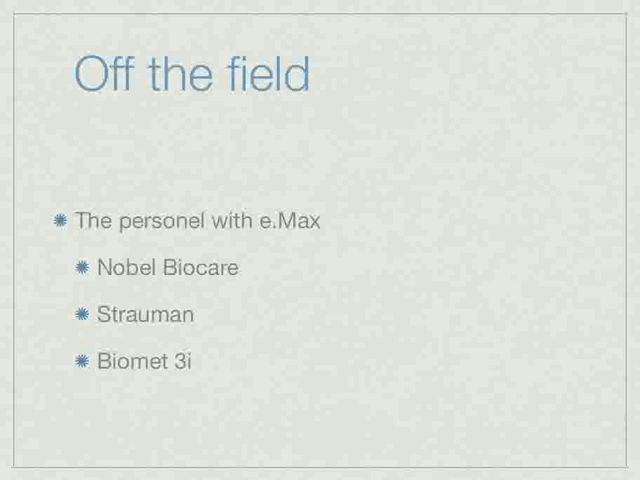 Off the field
The personel with e.Max
Nobel Biocare
Strauman
Biomet 3i